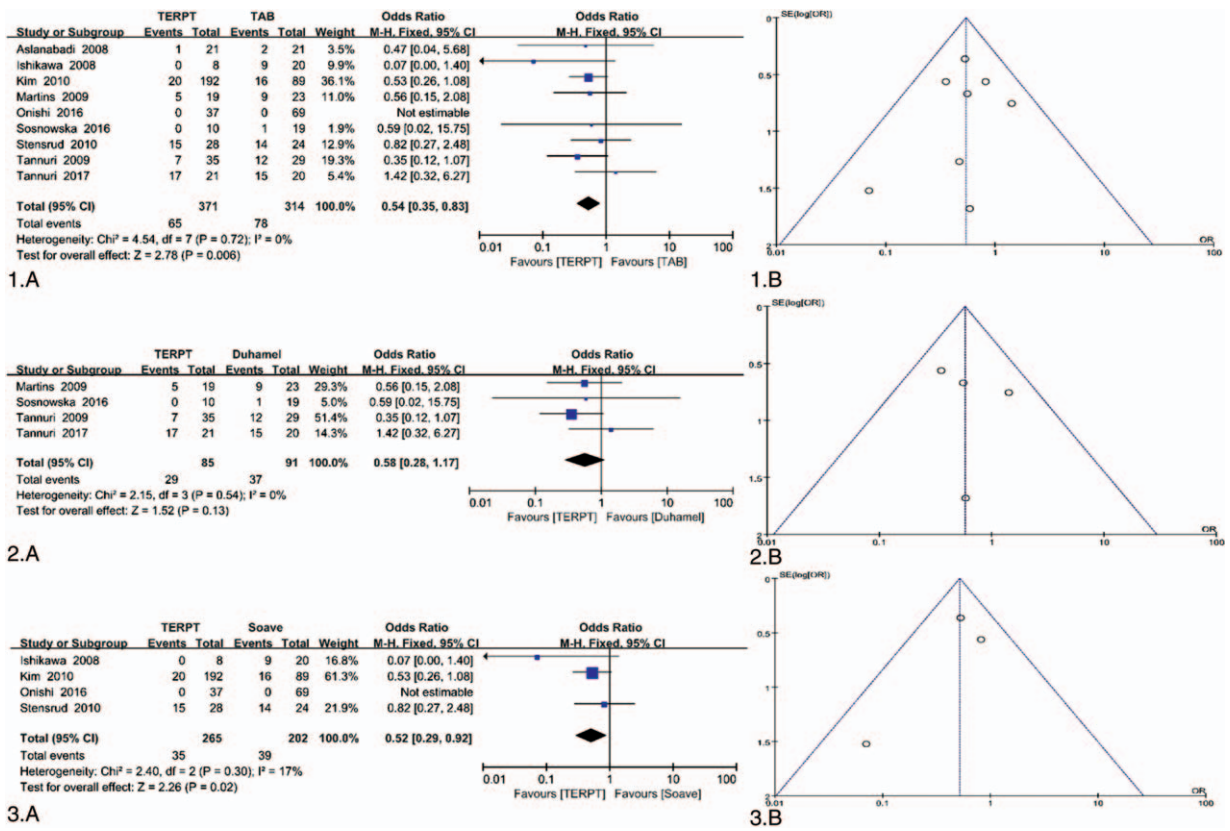 TERPT TAB Odds Ratio Odds Ratio
Study or Subgroup Events Total Events Total Weight M-H, Fixed, 95% CI M-H, Fixed, 95% CI
Aslanabadi 2008 1 21 2 21 3.5% 0.47 [0.04, 5.68]
Ishikawa 2008 0 8 9 20 9.9% 0.07 [0.00, 1.40]
Kim 2010 20 192 16 89 36.1% 0.53 [0.26, 1.08]
Martins 2009 5 19 9 23 11.0% 0.56 [0.15, 2.08]
Onishi 2016 0 37 0 69 Not estimable
Sosnowska 2016 0 10 1 19 1.9% 0.59 [0.02, 15.75]
Stensrud 2010 15 28 14 24 12.9% 0.82 [0.27, 2.48]
Tannuri 2009 7 35 12 29 19.3% 0.35 [0.12, 1.07]
Tannuri 2017 17 21 15 20 5.4% 1.42 [0.32, 6.27]
Total (95% CI) 371 314 100.0% 0.54 [0.35, 0.83]
Total events 65 78
Heterogeneity: Chi² = 4.54, df = 7 (P = 0.72); I² = 0%
Test for overall effect: Z = 2.78 (P = 0.006)
0.01 0.1 1 10 100
Favours [TERPT] Favours [TAB]
1.A
SE(log[OR])
0
0.5
1
1.5
2
0.01 0.1 1 10 100
OR
1.B
TERPT Duhamel Odds Ratio Odds Ratio
Study or Subgroup Events Total Events Total Weight M-H, Fixed, 95% CI M-H, Fixed, 95% CI
Martins 2009 5 19 9 23 29.3% 0.56 [0.15, 2.08]
Sosnowska 2016 0 10 1 19 5.0% 0.59 [0.02, 15.75]
Tannuri 2009 7 35 12 29 51.4% 0.35 [0.12, 1.07]
Tannuri 2017 17 21 15 20 14.3% 1.42 [0.32, 6.27]
Total (95% CI) 85 91 100.0% 0.58 [0.28, 1.17]
Total events 29 37
Heterogeneity: Chi² = 2.15, df = 3 (P = 0.54); I² = 0%
Test for overall effect: Z = 1.52 (P = 0.13)
0.01 0.1 1 10 100
Favours [TERPT] Favours [Duhamel]
2.A
SE(log[OR])
0
0.5
1
1.5
2
0.01 0.1 1 10 100
OR
2.B
TERPT Soave Odds Ratio Odds Ratio
Study or Subgroup Events Total Events Total Weight M-H, Fixed, 95% CI M-H, Fixed, 95% CI
Ishikawa 2008 0 8 9 20 16.8% 0.07 [0.00, 1.40]
Kim 2010 20 192 16 89 61.3% 0.53 [0.26, 1.08]
Onishi 2016 0 37 0 69 Not estimable
Stensrud 2010 15 28 14 24 21.9% 0.82 [0.27, 2.48]
Total (95% CI) 265 202 100.0% 0.52 [0.29, 0.92]
Total events 35 39
Heterogeneity: Chi² = 2.40, df = 2 (P = 0.30); I² = 17%
Test for overall effect: Z = 2.26 (P = 0.02)
0.01 0.1 1 10 100
Favours [TERPT] Favours [Soave]
3.A
SE(log[OR])
0
0.5
1
1.5
2
0.01 0.1 1 10 100
OR
3.B